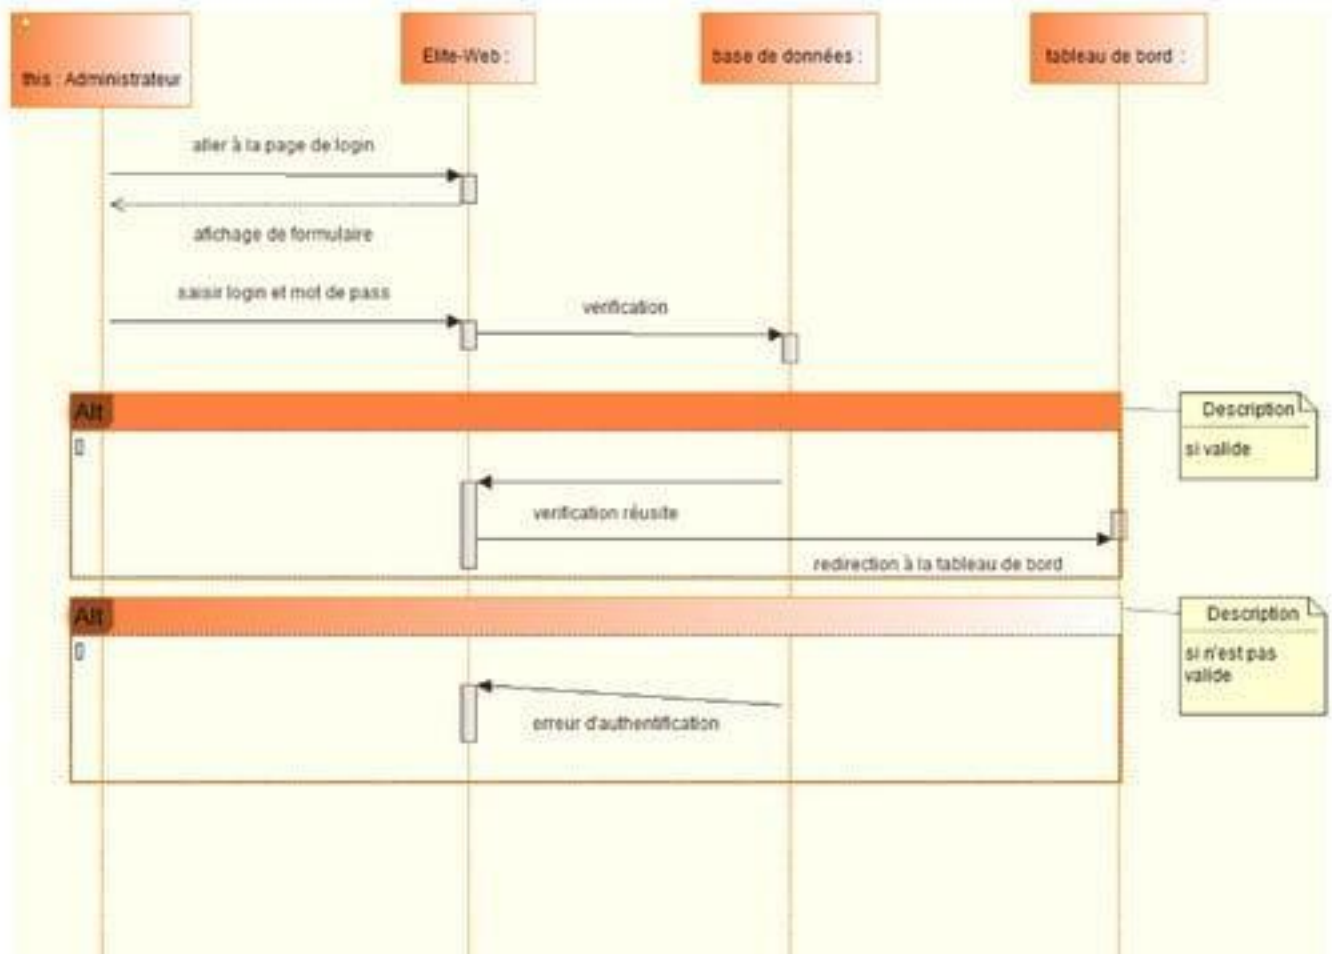 this : Administrateur
Elite-Web :
base de données :
tableau de bord :
aller à la page de login
afichage de formulaire
saisir login et mot de pass
verification
Alt
Description
si valide
[]
verification réusite
redirection à la tableau de bord
Alt
Description
si n'est pas
valide
[]
erreur d'authentification